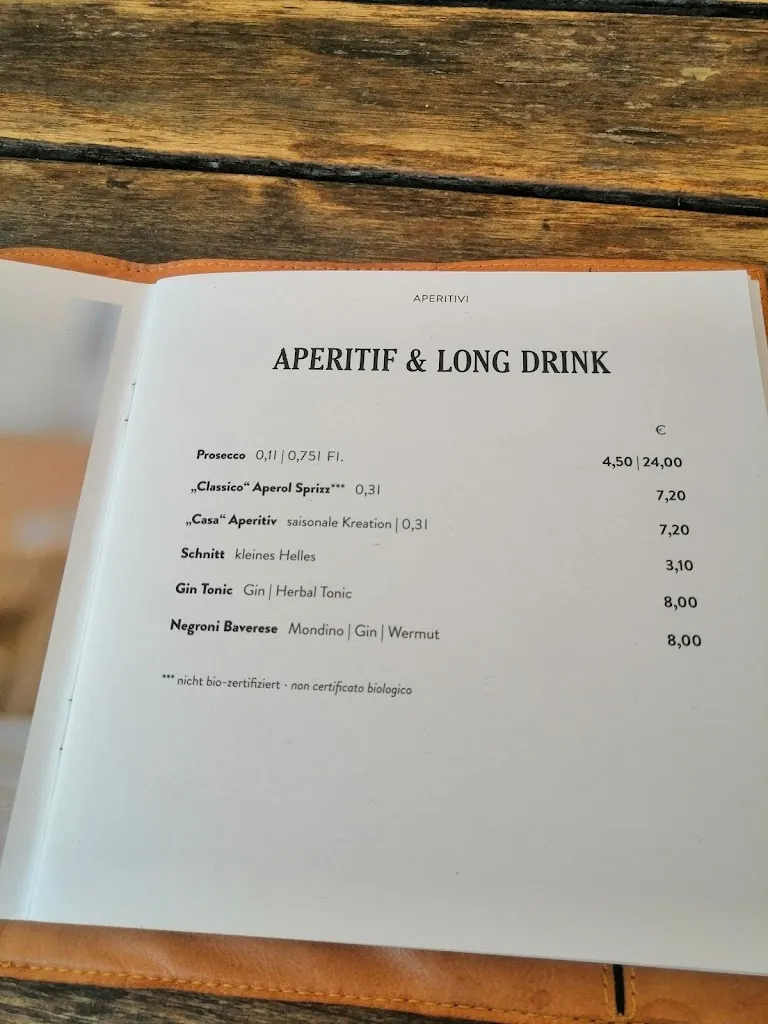 APERITIVI
APERITIF & LONG DRINK
€
Prosecco 0,1l | 0,75l Fl. 4,50 | 24,00
„Classico“ Aperol Sprizz*** 0,3l 7,20
„Casa“ Aperitiv saisonale Kreation | 0,3l 7,20
Schnitt kleines Helles 3,10
Gin Tonic Gin | Herbal Tonic 8,00
Negroni Baverese Mondino | Gin | Wermut 8,00
*** nicht bio-zertifiziert · non certificato biologico